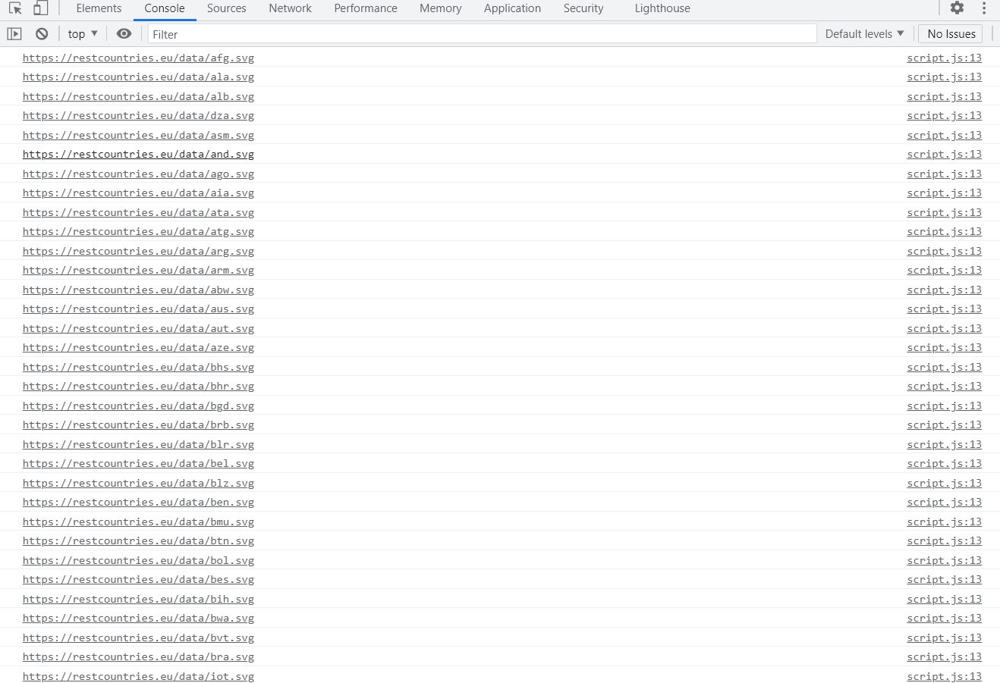 Elements Console Sources Network Performance Memory Application Security Lighthouse
top Filter Default levels No Issues
https://restcountries.eu/data/afg.svg script.js:13
https://restcountries.eu/data/ala.svg script.js:13
https://restcountries.eu/data/alb.svg script.js:13
https://restcountries.eu/data/dza.svg script.js:13
https://restcountries.eu/data/asm.svg script.js:13
https://restcountries.eu/data/and.svg script.js:13
https://restcountries.eu/data/ago.svg script.js:13
https://restcountries.eu/data/aia.svg script.js:13
https://restcountries.eu/data/ata.svg script.js:13
https://restcountries.eu/data/atg.svg script.js:13
https://restcountries.eu/data/arg.svg script.js:13
https://restcountries.eu/data/arm.svg script.js:13
https://restcountries.eu/data/abw.svg script.js:13
https://restcountries.eu/data/aus.svg script.js:13
https://restcountries.eu/data/aut.svg script.js:13
https://restcountries.eu/data/aze.svg script.js:13
https://restcountries.eu/data/bhs.svg script.js:13
https://restcountries.eu/data/bhr.svg script.js:13
https://restcountries.eu/data/bgd.svg script.js:13
https://restcountries.eu/data/brb.svg script.js:13
https://restcountries.eu/data/blr.svg script.js:13
https://restcountries.eu/data/bel.svg script.js:13
https://restcountries.eu/data/blz.svg script.js:13
https://restcountries.eu/data/ben.svg script.js:13
https://restcountries.eu/data/bmu.svg script.js:13
https://restcountries.eu/data/btn.svg script.js:13
https://restcountries.eu/data/bol.svg script.js:13
https://restcountries.eu/data/bes.svg script.js:13
https://restcountries.eu/data/bih.svg script.js:13
https://restcountries.eu/data/bwa.svg script.js:13
https://restcountries.eu/data/bvt.svg script.js:13
https://restcountries.eu/data/bra.svg script.js:13
https://restcountries.eu/data/iot.svg script.js:13